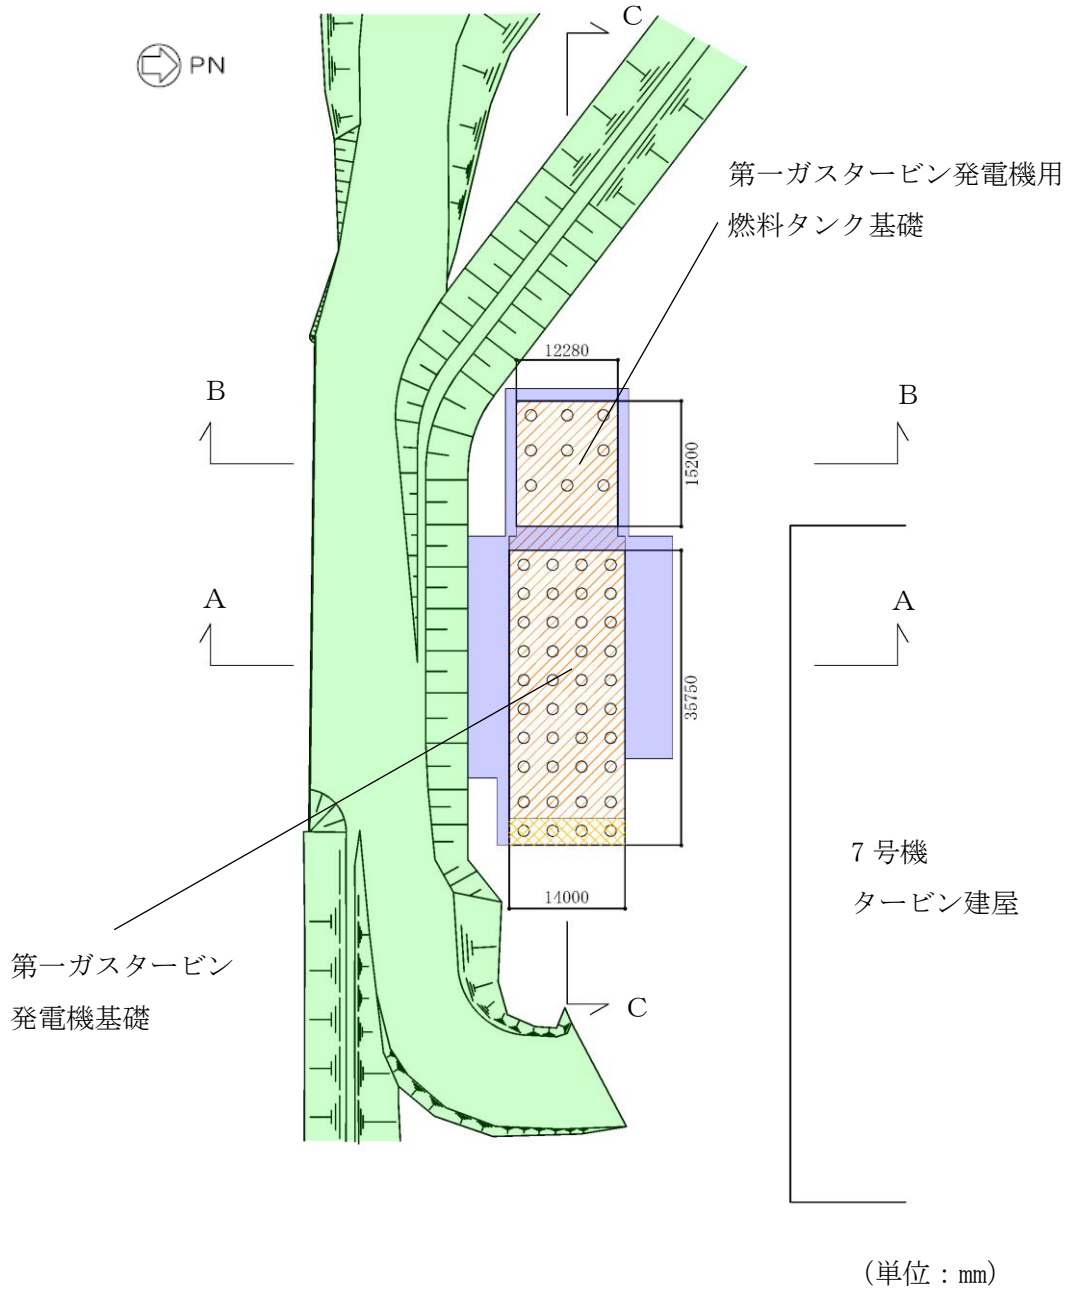 C
PN
第一ガスタービン発電機用
燃料タンク基礎
12280
B
B
15200
A
A
35750
7 号機
タービン建屋
14000
第一ガスタービン
発電機基礎
C
（単位：㎜）